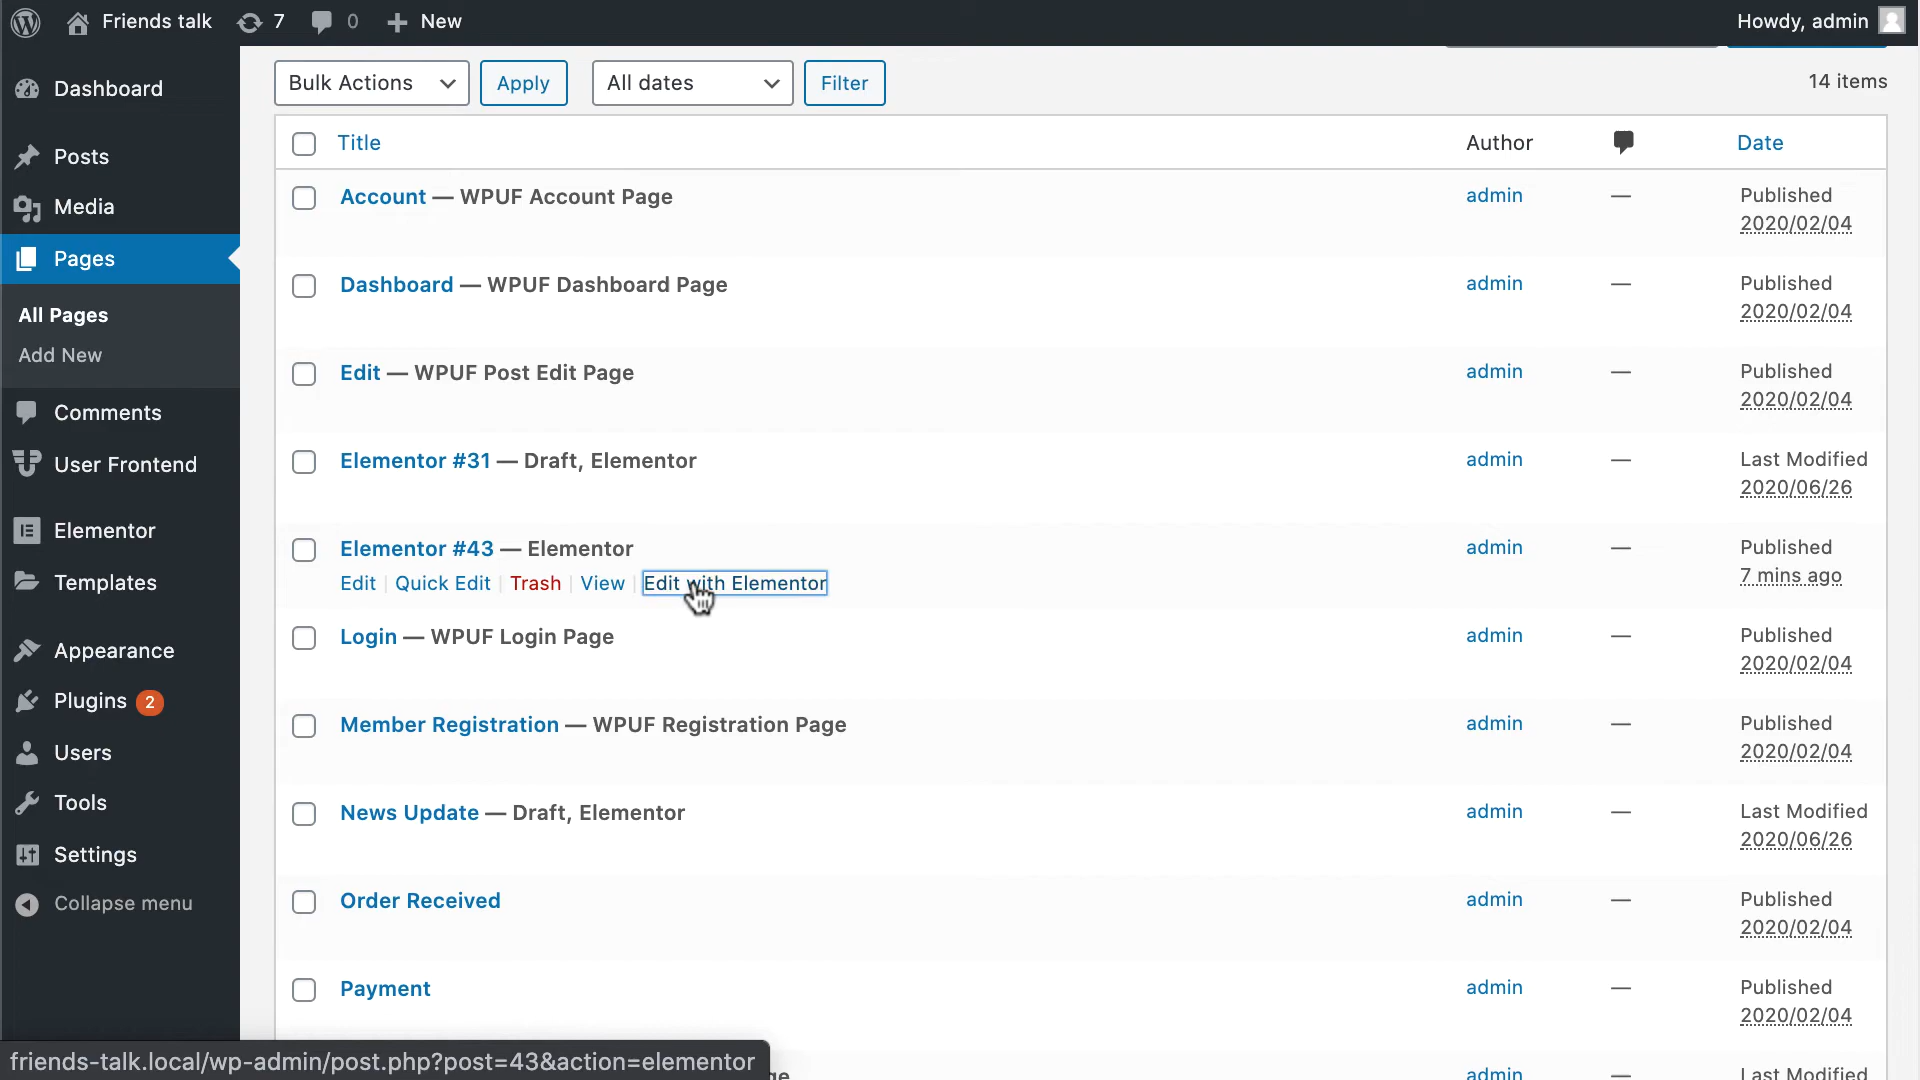 Friends talk 7 0 New Howdy, admin
Dashboard
Posts
Media
Pages
All Pages
Add New
Comments
User Frontend
Elementor
Templates
Appearance
Plugins 2
Users
Tools
Settings
Collapse menu
Bulk Actions Apply All dates Filter 14 items
Title Author Date
Account — WPUF Account Page admin — Published
2020/02/04
Dashboard — WPUF Dashboard Page admin — Published
2020/02/04
Edit — WPUF Post Edit Page admin — Published
2020/02/04
Elementor #31 — Draft, Elementor admin — Last Modified
2020/06/26
Elementor #43 — Elementor admin — Published
Edit | Quick Edit | Trash | View | Edit with Elementor 7 mins ago
Login — WPUF Login Page admin — Published
2020/02/04
Member Registration — WPUF Registration Page admin — Published
2020/02/04
News Update — Draft, Elementor admin — Last Modified
2020/06/26
Order Received admin — Published
2020/02/04
Payment admin — Published
2020/02/04
admin — Last Modified
friends-talk.local/wp-admin/post.php?post=43&action=elementor